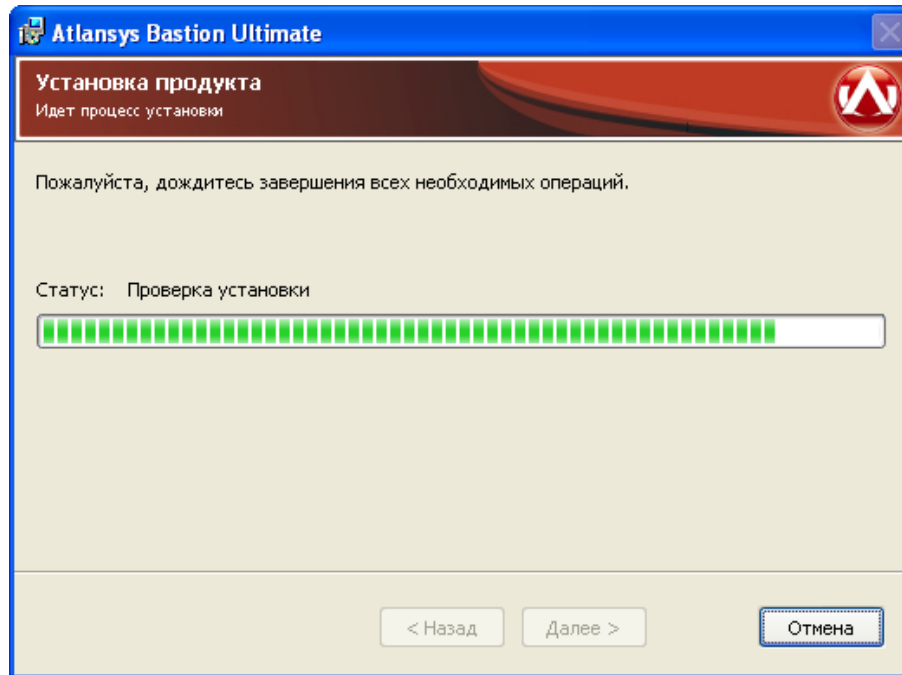 Atlansys Bastion Ultimate
Установка продукта
Идет процесс установки
Пожалуйста, дождитесь завершения всех необходимых операций.
Статус: Проверка установки
< Назад Далее > Отмена